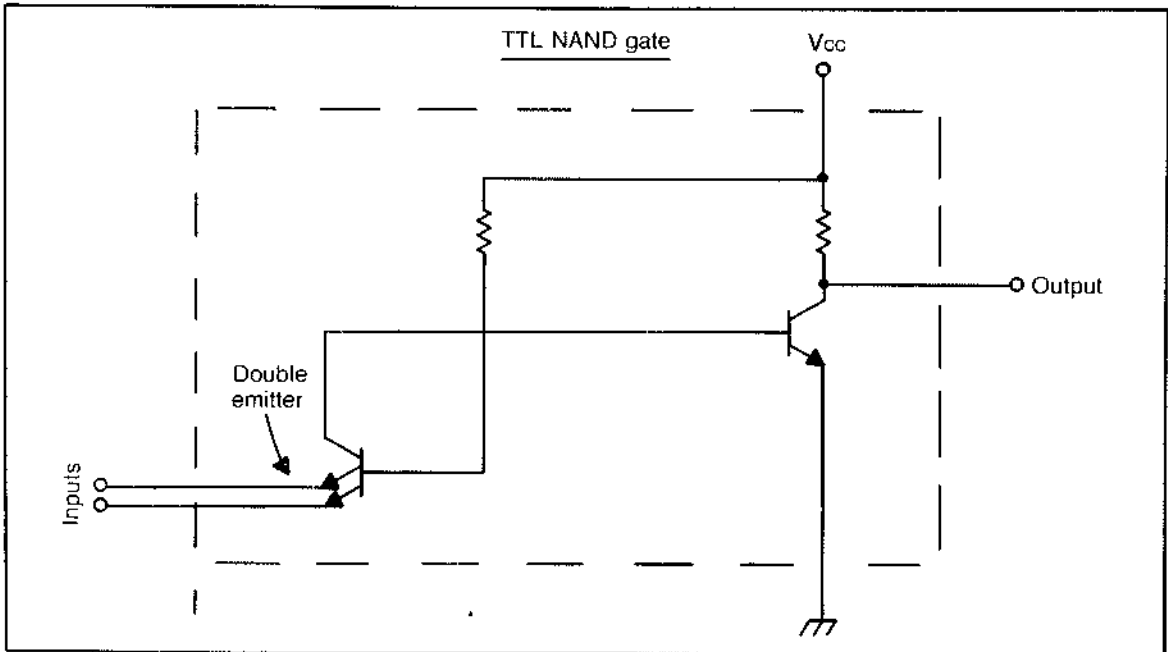 TTL NAND gate
Vcc
Output
Double
emitter
Inputs